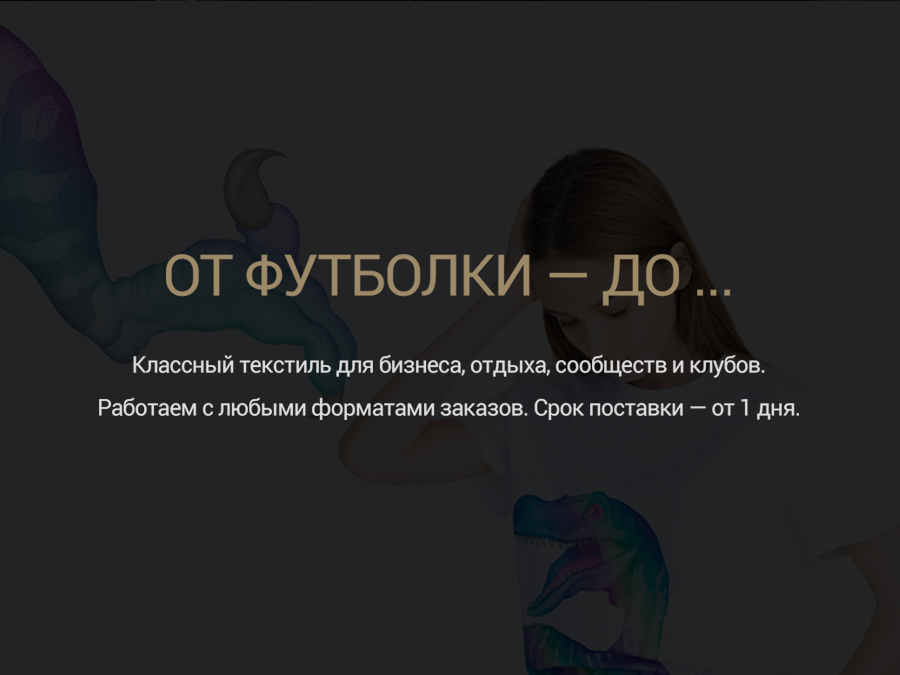 ОТ ФУТБОЛКИ — ДО ...
Классный текстиль для бизнеса, отдыха, сообществ и клубов.
Работаем с любыми форматами заказов. Срок поставки — от 1 дня.